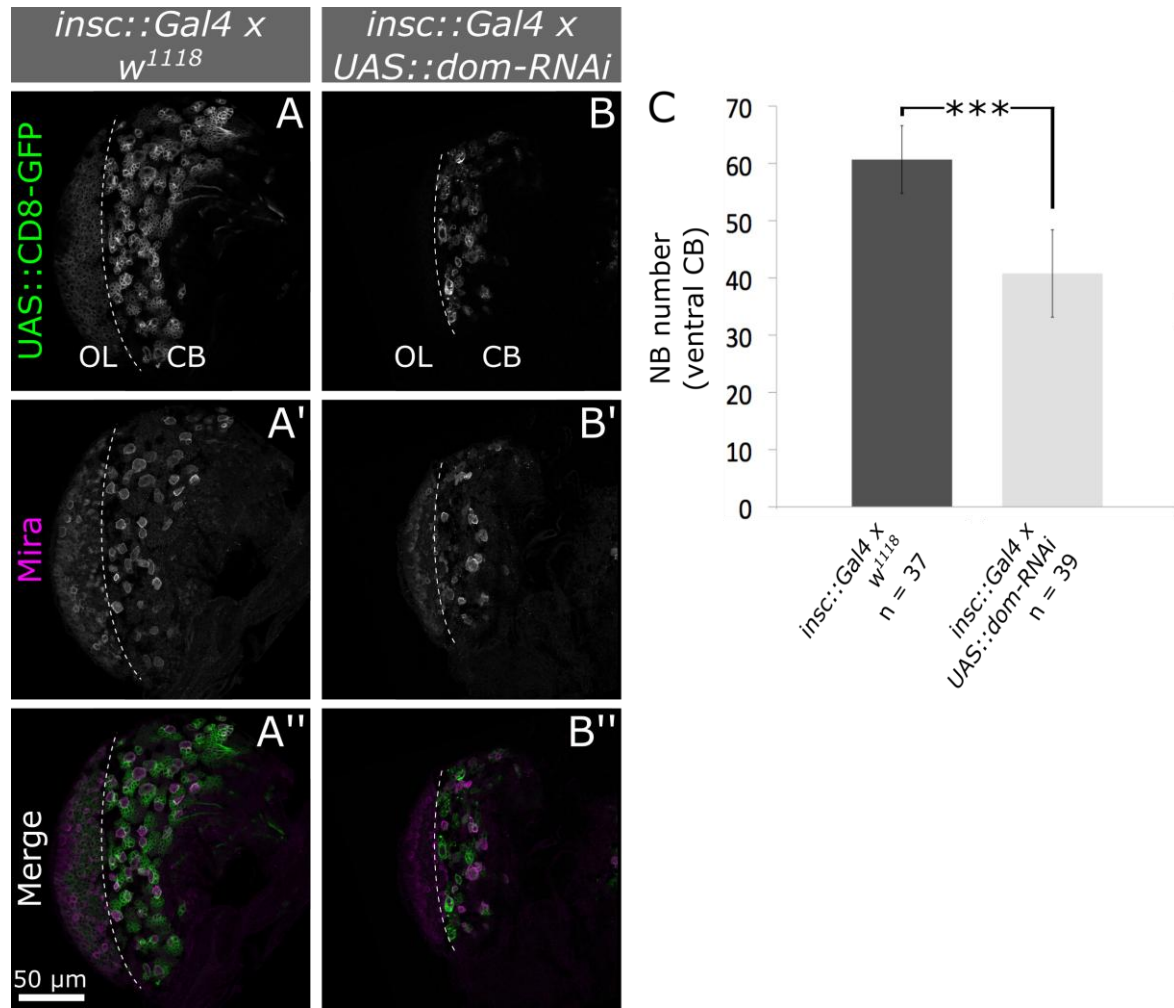 insc::Gal4 x
w1118
insc::Gal4 x
UAS::dom-RNAi
UAS::CD8-GFP
A
OL CB
B
OL CB
Mira
A'
B'
Merge
A''
50 µm
B''
C
NB number
(ventral CB)
70
60
50
40
30
20
10
0
***
insc::Gal4 x
w1118
n = 37
insc::Gal4 x
UAS::dom-RNAi
n = 39